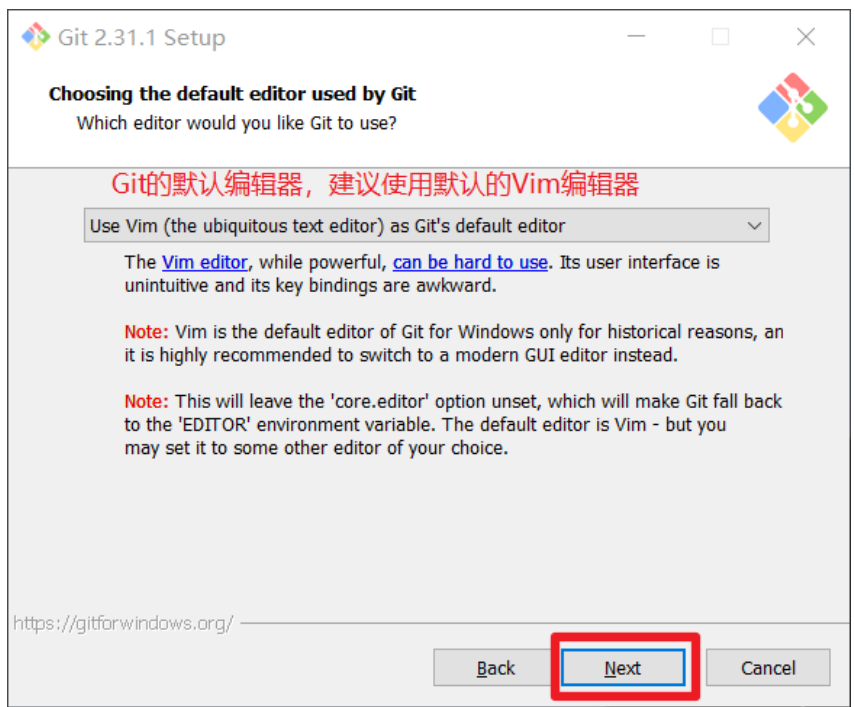 Git 2.31.1 Setup
Choosing the default editor used by Git
Which editor would you like Git to use?
Git的默认编辑器，建议使用默认的Vim编辑器
Use Vim (the ubiquitous text editor) as Git's default editor
The Vim editor, while powerful, can be hard to use. Its user interface is
unintuitive and its key bindings are awkward.
Note: Vim is the default editor of Git for Windows only for historical reasons, an
it is highly recommended to switch to a modern GUI editor instead.
Note: This will leave the 'core.editor' option unset, which will make Git fall back
to the 'EDITOR' environment variable. The default editor is Vim - but you
may set it to some other editor of your choice.
https://gitforwindows.org/
Back Next Cancel